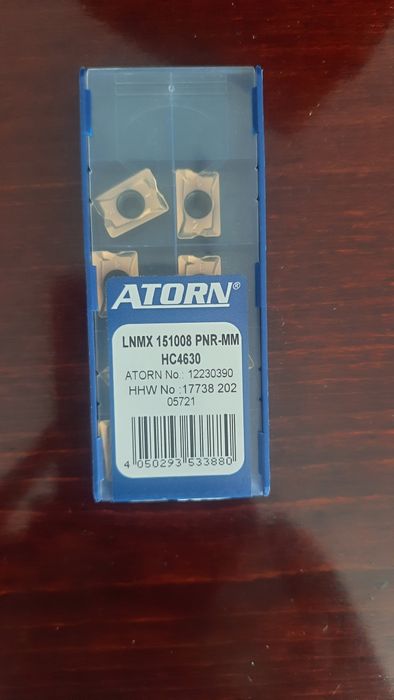 ATORN®
LNMX 151008 PNR-MM
HC4630
ATORN No.: 12230390
HHW No :17738 202
05721
4 050293 533880